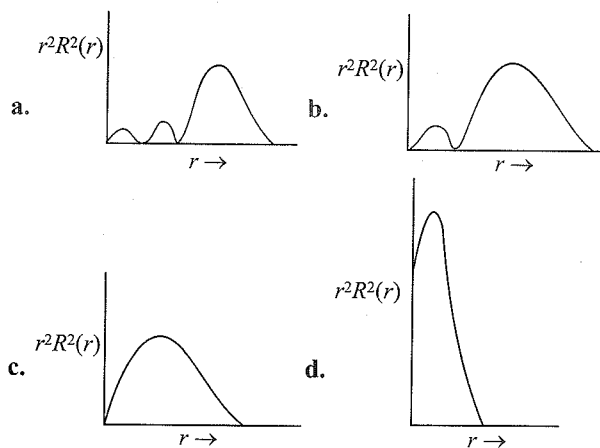 r²R²(r)
a.
r →
r²R²(r)
b.
r →
r²R²(r)
c.
r →
r²R²(r)
d.
r →